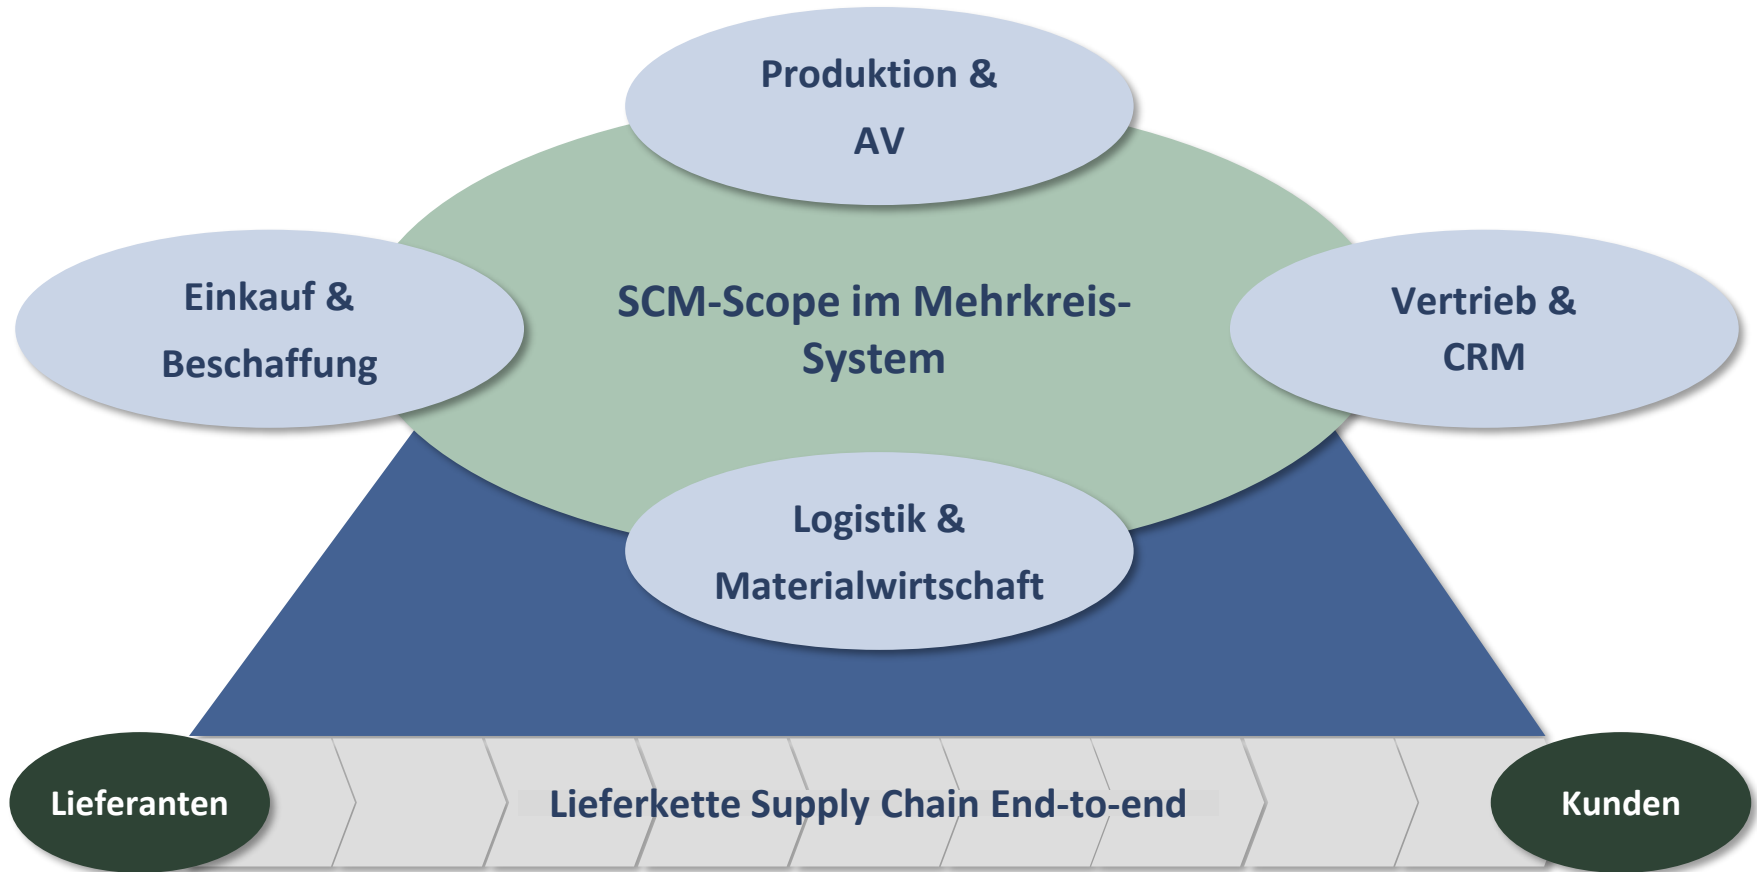 Produktion &
AV
Einkauf &
Beschaffung
SCM-Scope im Mehrkreis-
System
Vertrieb &
CRM
Logistik &
Materialwirtschaft
Lieferanten
Lieferkette Supply Chain End-to-end
Kunden